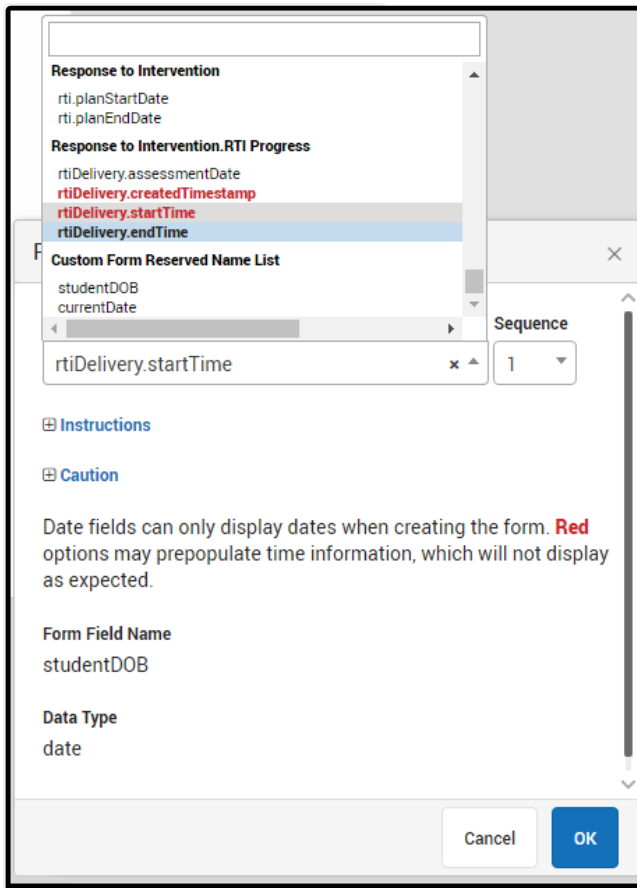 Response to Intervention
rti.planStartDate
rti.planEndDate
Response to Intervention.RTI Progress
rtiDelivery.assessmentDate
rtiDelivery.createdTimestamp
rtiDelivery.startTime
rtiDelivery.endTime
Custom Form Reserved Name List
studentDOB
currentDate
Sequence
rtiDelivery.startTime
1
Instructions
Caution
Date fields can only display dates when creating the form. Red
options may prepopulate time information, which will not display
as expected.
Form Field Name
studentDOB
Data Type
date
Cancel
OK